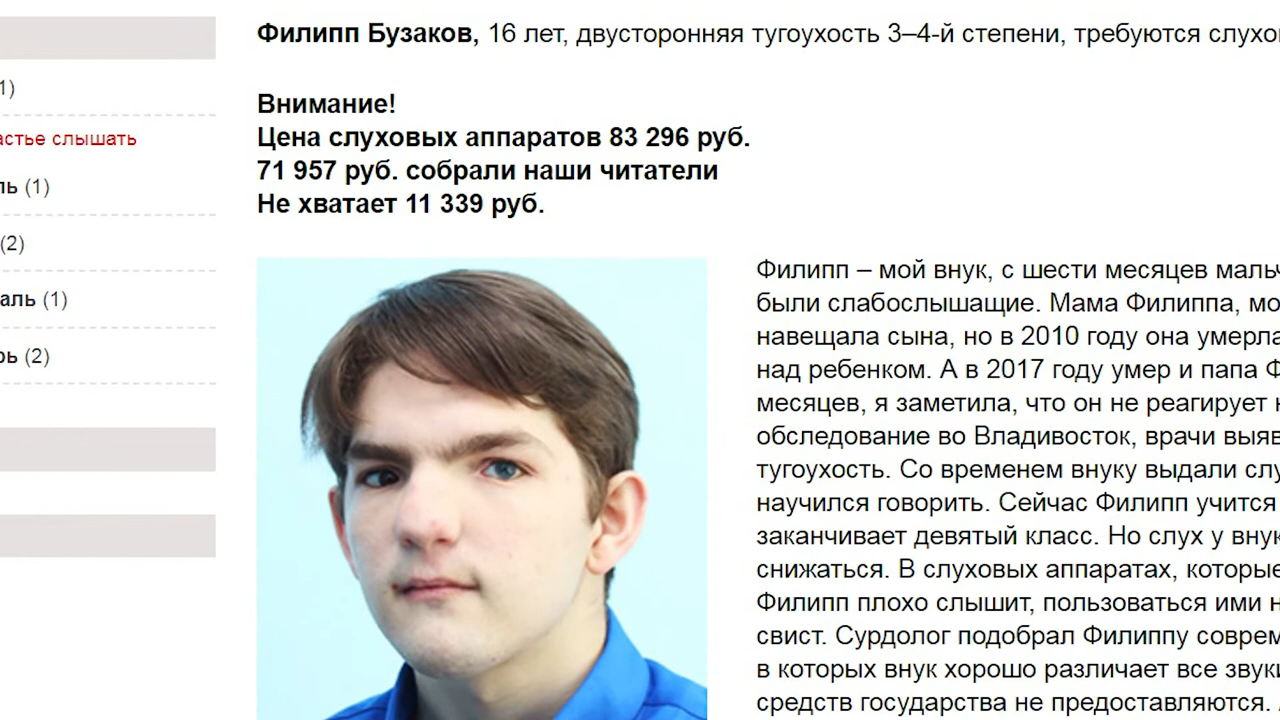 1)
астье слышать
ль (1)
(2)
аль (1)
рь (2)
Филипп Бузаков, 16 лет, двусторонняя тугоухость 3–4-й степени, требуются слухо
Внимание!
Цена слуховых аппаратов 83 296 руб.
71 957 руб. собрали наши читатели
Не хватает 11 339 руб.
Филипп – мой внук, с шести месяцев маль
были слабослышащие. Мама Филиппа, мо
навещала сына, но в 2010 году она умерла
над ребенком. А в 2017 году умер и папа Ф
месяцев, я заметила, что он не реагирует н
обследование во Владивосток, врачи выяв
тугоухость. Со временем внуку выдали слу
научился говорить. Сейчас Филипп учится
заканчивает девятый класс. Но слух у внук
снижаться. В слуховых аппаратах, которые
Филипп плохо слышит, пользоваться ими н
свист. Сурдолог подобрал Филиппу соврем
в которых внук хорошо различает все звуки
средств государства не предоставляются.